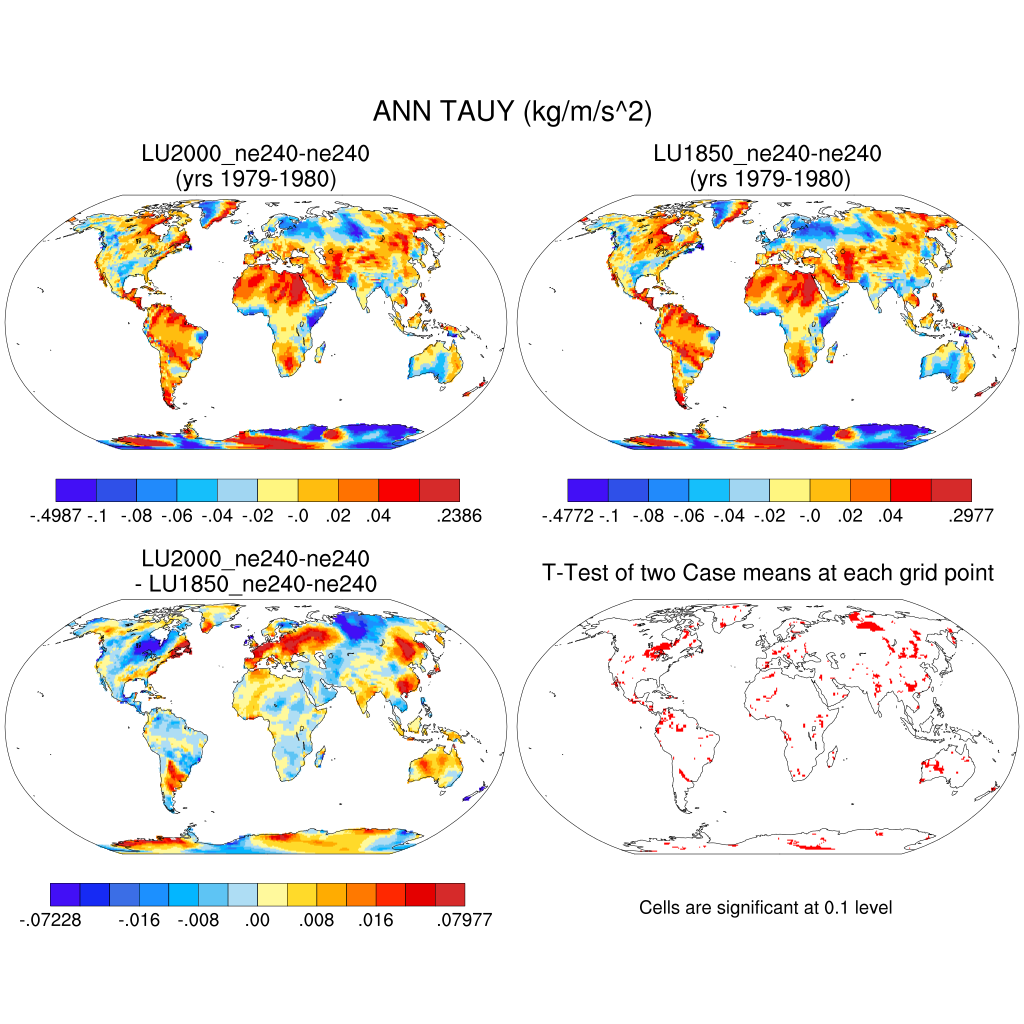 ANN TAUY (kg/m/s^2)
LU2000_ne240-ne240
(yrs 1979-1980)
LU1850_ne240-ne240
(yrs 1979-1980)
-.4987 -.1 -.08 -.06 -.04 -.02 -.0 .02 .04 .2386
-.4772 -.1 -.08 -.06 -.04 -.02 -.0 .02 .04 .2977
LU2000_ne240-ne240
- LU1850_ne240-ne240
T-Test of two Case means at each grid point
-.07228 -.016 -.008 .00 .008 .016 .07977
Cells are significant at 0.1 level